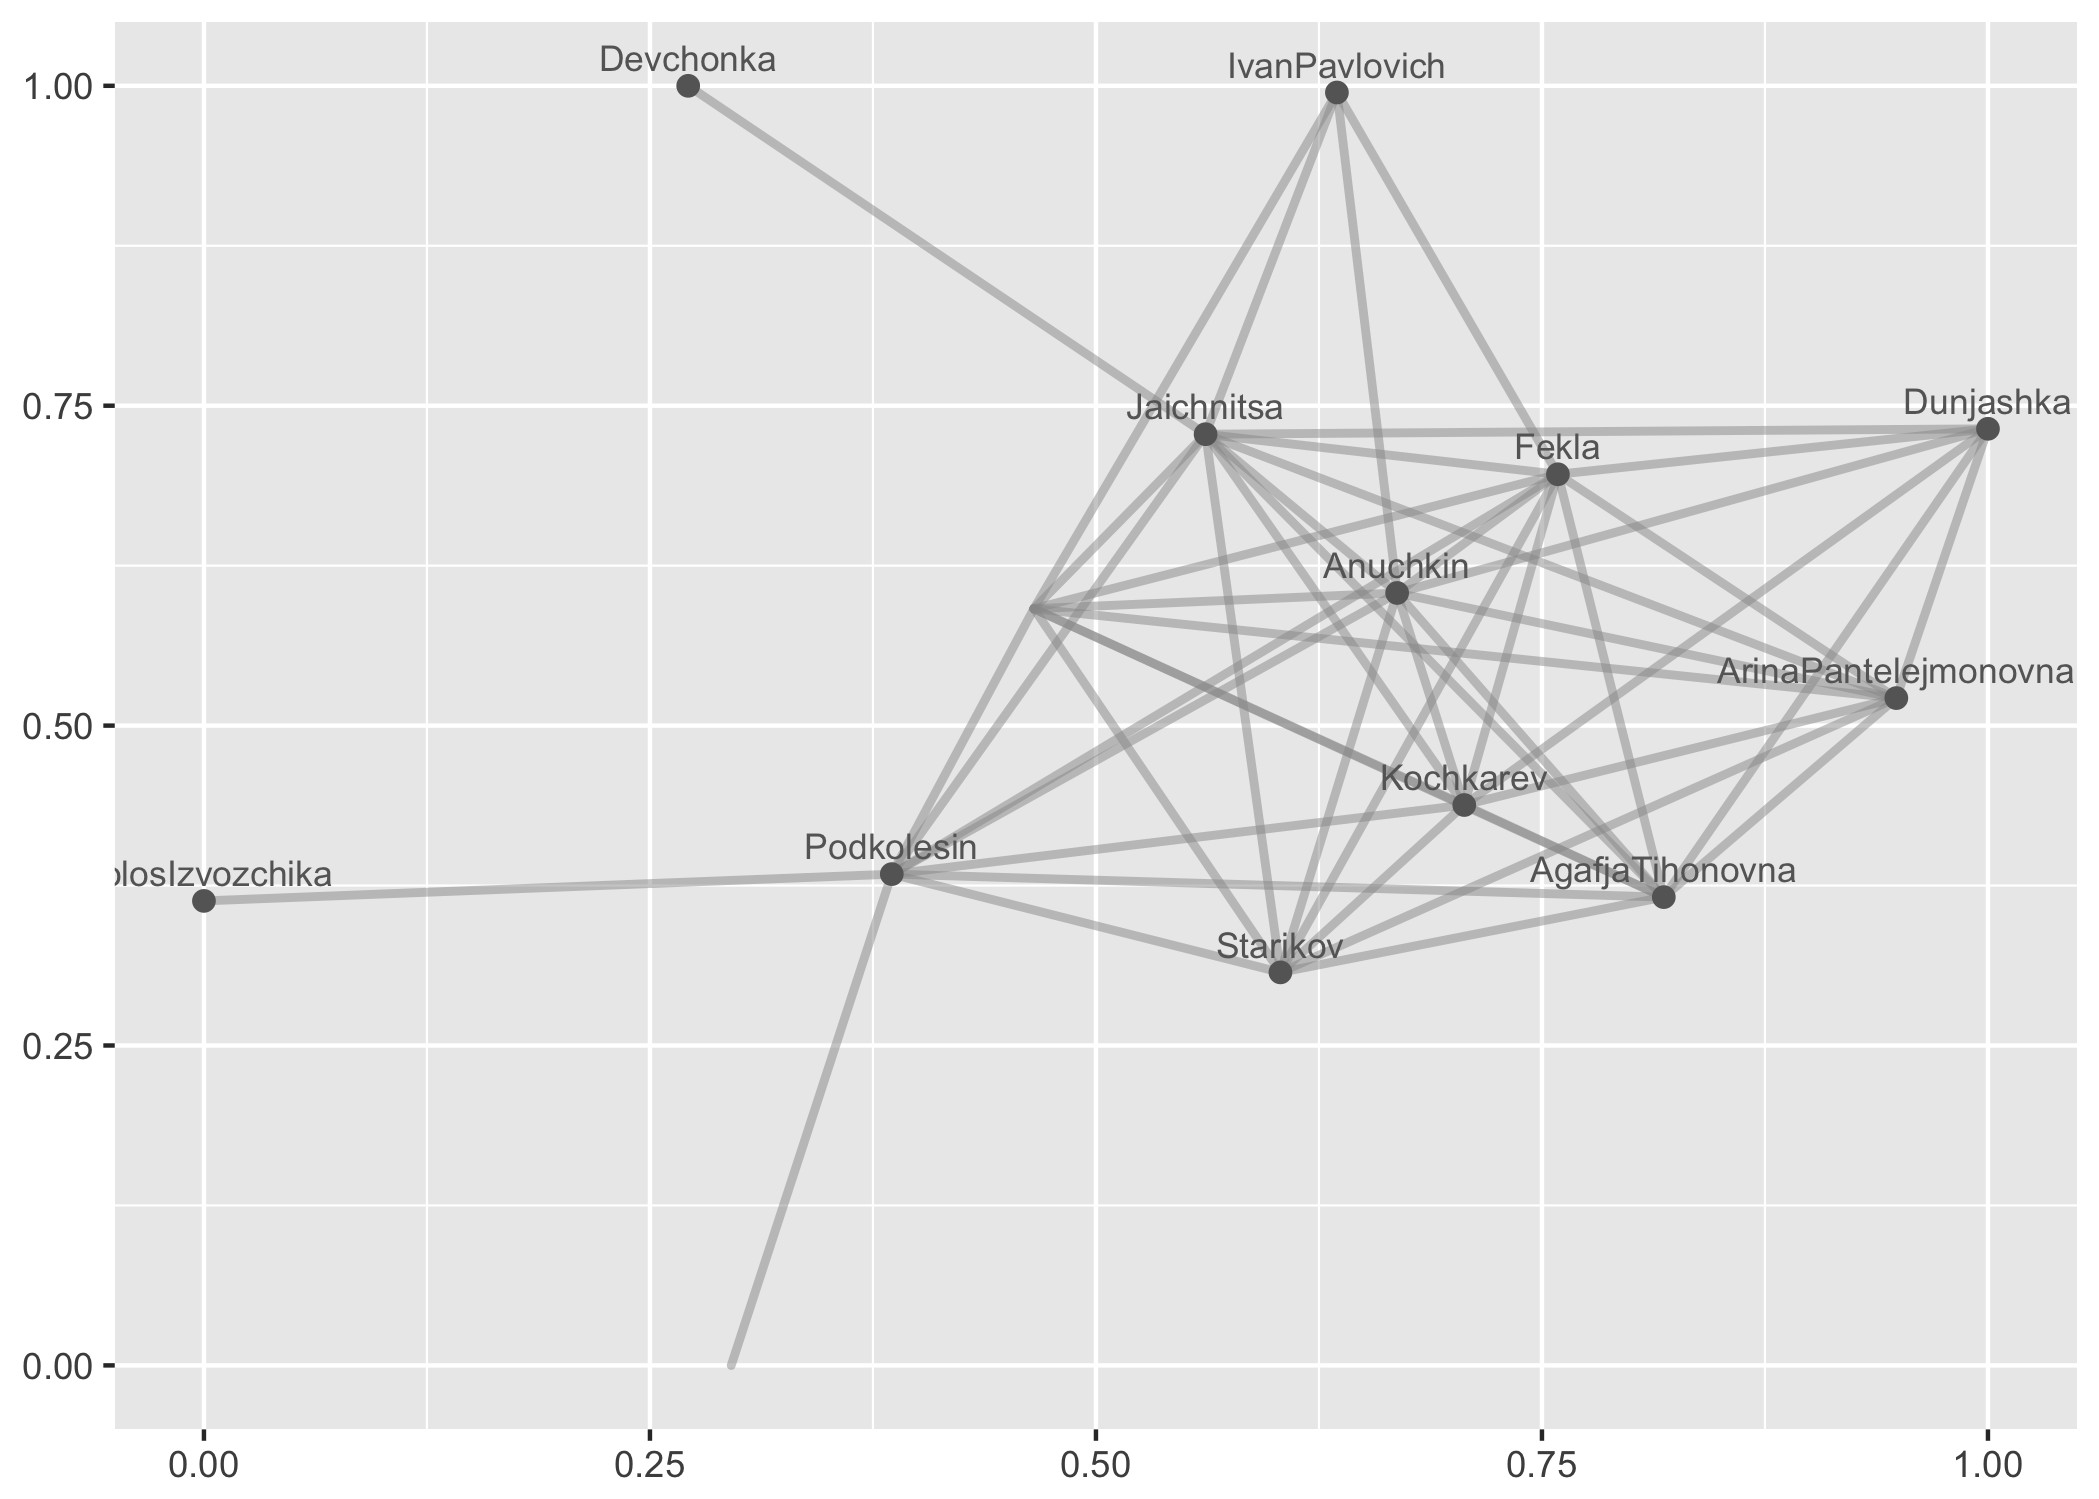 Devchonka
IvanPavlovich
1.00
Jaichnitsa
Dunjashka
0.75
Fekla
Anuchkin
ArinaPantelejmonovna
0.50
Kochkarev
Podkolesin
olosIzvozchika
AgafjaTihonovna
Starikov
0.25
0.00
0.00 0.25 0.50 0.75 1.00